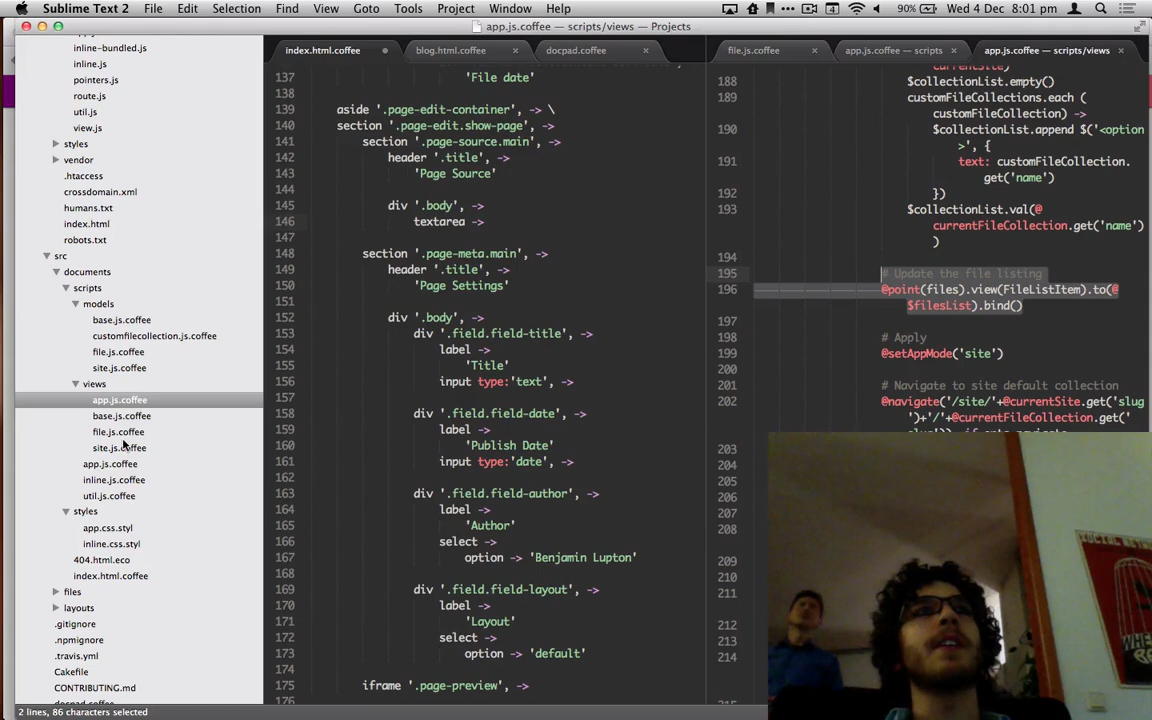 Sublime Text 2 File Edit Selection Find View Goto Tools Project Window Help 4 90% Wed 4 Dec 8:01 pm
app.js.coffee — scripts/views — Projects
inline-bundled.js
inline.js
pointers.js
route.js
util.js
view.js
styles
vendor
.htaccess
crossdomain.xml
humans.txt
index.html
robots.txt
src
documents
scripts
models
base.js.coffee
customfilecollection.js.coffee
file.js.coffee
site.js.coffee
views
app.js.coffee
base.js.coffee
file.js.coffee
site.js.coffee
app.js.coffee
inline.js.coffee
util.js.coffee
styles
app.css.styl
inline.css.styl
404.html.eco
index.html.coffee
files
layouts
.gitignore
.npmignore
.travis.yml
Cakefile
CONTRIBUTING.md
index.html.coffee blog.html.coffee docpad.coffee
137 'File date'
138
139 aside '.page-edit-container', -> \
140 section '.page-edit.show-page', ->
141 section '.page-source.main', ->
142 header '.title', ->
143 'Page Source'
144
145 div '.body', ->
146 textarea ->
147
148 section '.page-meta.main', ->
149 header '.title', ->
150 'Page Settings'
151
152 div '.body', ->
153 div '.field.field-title', ->
154 label ->
155 'Title'
156 input type:'text', ->
157
158 div '.field.field-date', ->
159 label ->
160 'Publish Date'
161 input type:'date', ->
162
163 div '.field.field-author', ->
164 label ->
165 'Author'
166 select ->
167 option -> 'Benjamin Lupton'
168
169 div '.field.field-layout', ->
170 label ->
171 'Layout'
172 select ->
173 option -> 'default'
174
175 iframe '.page-preview', ->
176
file.js.coffee app.js.coffee — scripts app.js.coffee — scripts/views
188 $collectionList.empty()
189 customFileCollections.each (
customFileCollection) ->
190 $collectionList.append $('<option
>', {
191 text: customFileCollection.
get('name')
192 })
193 $collectionList.val(@
currentFileCollection.get('name')
)
194
195 # Update the file listing
196 @point(files).view(FileListItem).to(@
$filesList).bind()
197
198 # Apply
199 @setAppMode('site')
200
201 # Navigate to site default collection
202 @navigate('/site/'+@currentSite.get('slug
')+'/'+@currentFileCollection.get('
203
204
205
206
207
208
209
210
211
212
213
214
2 lines, 86 characters selected